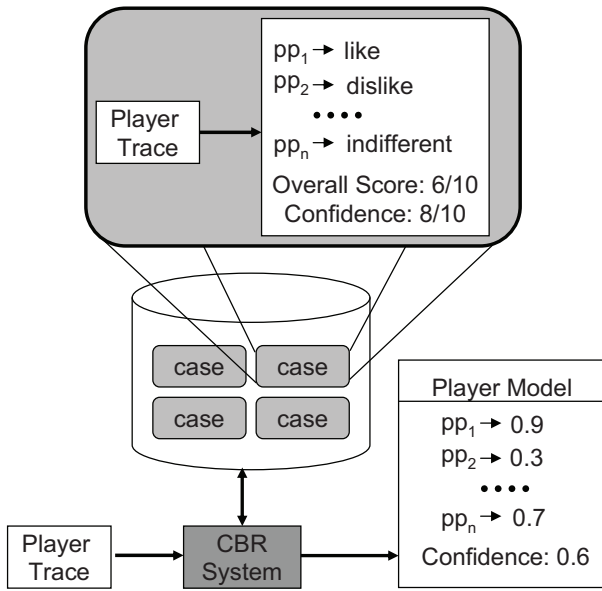 Player
Trace
pp1 → like
pp2 → dislike
••••
ppn → indifferent
Overall Score: 6/10
Confidence: 8/10
case
case
case
case
Player Model
pp1 → 0.9
pp2 → 0.3
••••
ppn → 0.7
Confidence: 0.6
Player
Trace
CBR
System